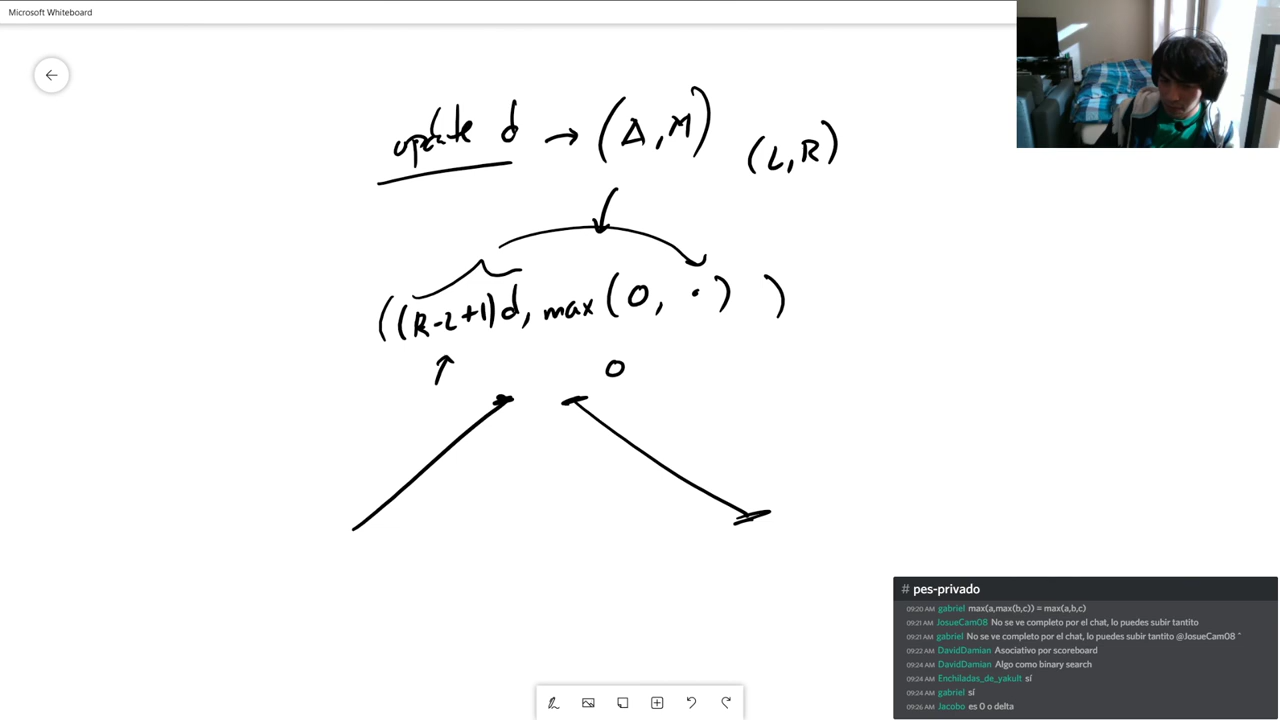 Microsoft Whiteboard
update d → (Δ, M) (L, R)
((R-L+1)d, max(0, ·) )
0
# pes-privado
09:20 AM gabriel max(a,max(b,c)) = max(a,b,c)
09:21 AM JosueCam08 No se ve completo por el chat, lo puedes subir tantito
09:21 AM gabriel No se ve completo por el chat, lo puedes subir tantito @JosueCam08 ^
09:22 AM DavidDamian Asociativo por scoreboard
09:24 AM DavidDamian Algo como binary search
09:24 AM Enchiladas_de_yakult sí
09:24 AM gabriel sí
09:26 AM Jacobo es 0 o delta